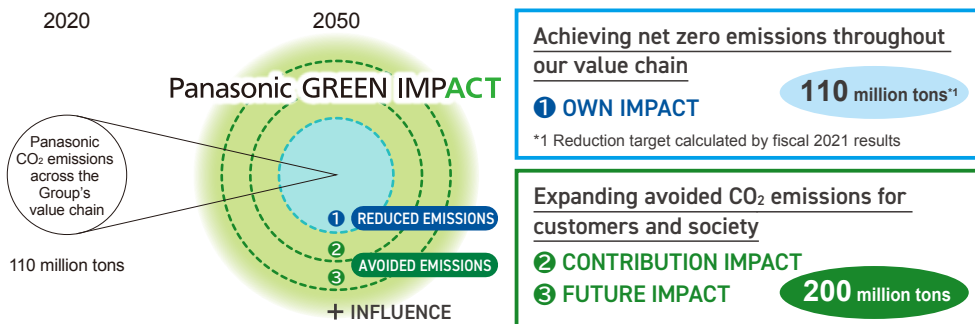 2020
2050
Panasonic GREEN IMPACT
Panasonic
CO₂ emissions
across the
Group's
value chain
110 million tons
❶ REDUCED EMISSIONS
❷
❸
AVOIDED EMISSIONS
+ INFLUENCE
Achieving net zero emissions throughout
our value chain
❶ OWN IMPACT
110 million tons*1
*1 Reduction target calculated by fiscal 2021 results
Expanding avoided CO₂ emissions for
customers and society
❷ CONTRIBUTION IMPACT
❸ FUTURE IMPACT
200 million tons